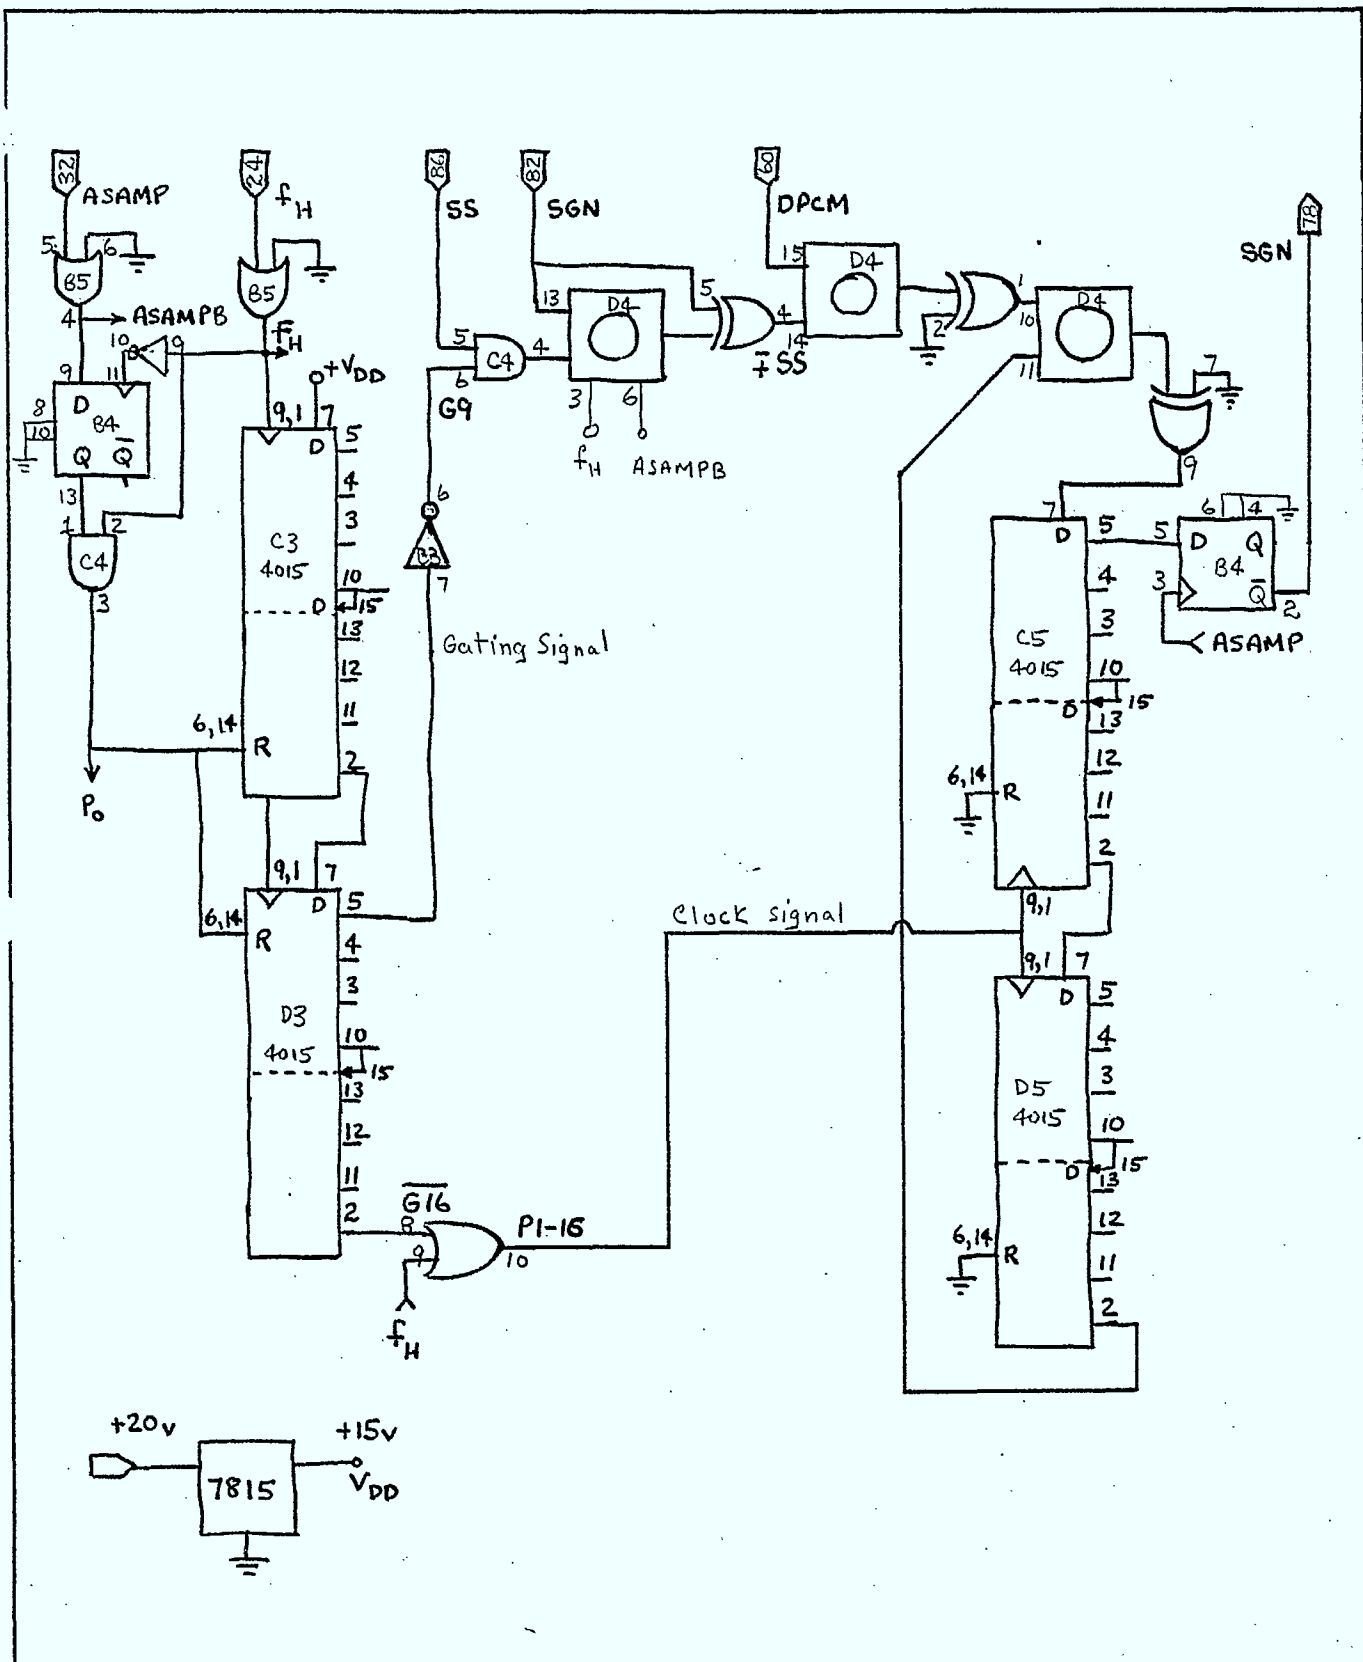 32
ASAMP
5
6
B5
4
ASAMPB
10
9
9
11
D
8
10
B4
Q
Q̅
13
1
2
C4
3
P₀
24
f_H
B5
f_H
+V_DD
9,1
7
D
5
4
3
C3
4015
10
D
15
13
12
11
6,14
R
2
9,1
7
D
5
6,14
R
4
3
D3
4015
10
15
13
12
11
2
G̅1̅6̅
8
9
10
P1-16
f_H
86
SS
5
6
C4
4
G9
6
B3
7
Gating Signal
82
SGN
13
D4
3
6
f_H
ASAMPB
5
4
∓SS
60
DPCM
15
D4
14
2
1
10
D4
11
7
9
78
SGN
7
D
5
5
6
4
D
Q
B4
3
Q̅
2
ASAMP
4
3
C5
4015
10
D
15
13
12
6,14
R
11
2
9,1
Clock signal
9,1
7
D
5
4
3
D5
4015
10
D
15
13
12
6,14
R
11
2
+20v
7815
+15v
V_DD